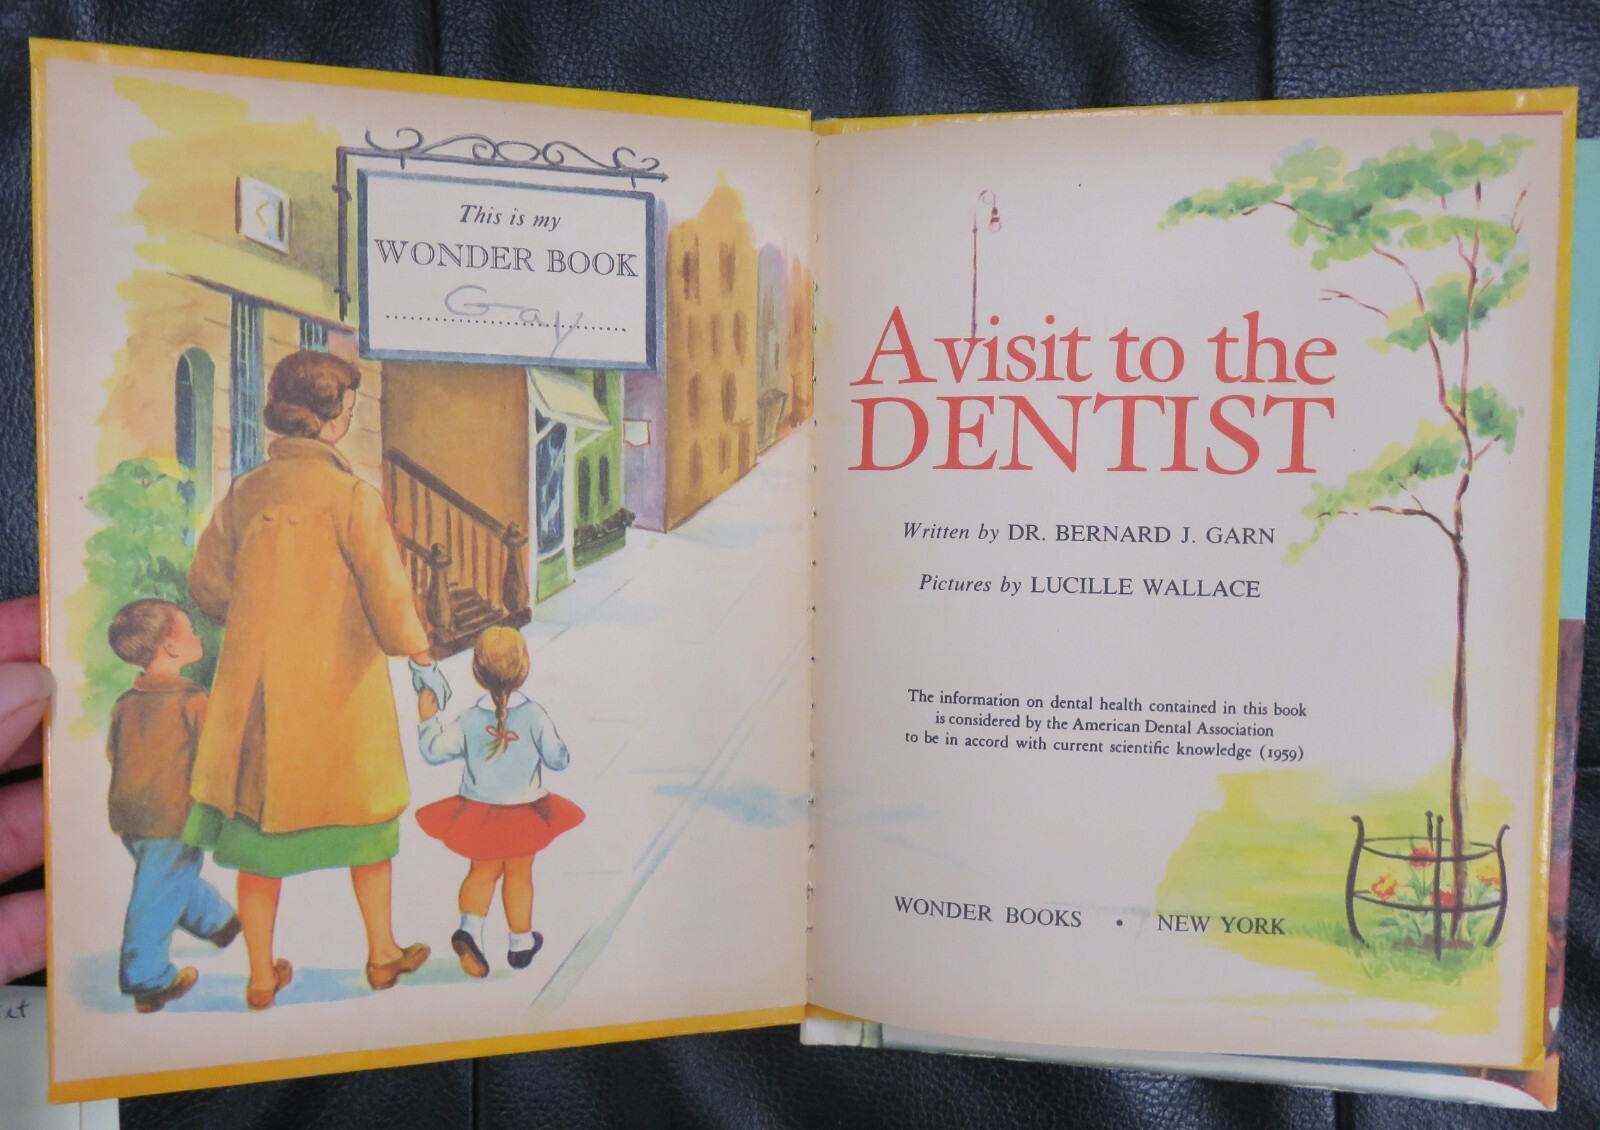 This is my
WONDER BOOK
Gay
A visit to the
DENTIST
Written by DR. BERNARD J. GARN
Pictures by LUCILLE WALLACE
The information on dental health contained in this book
is considered by the American Dental Association
to be in accord with current scientific knowledge (1959)
WONDER BOOKS • NEW YORK